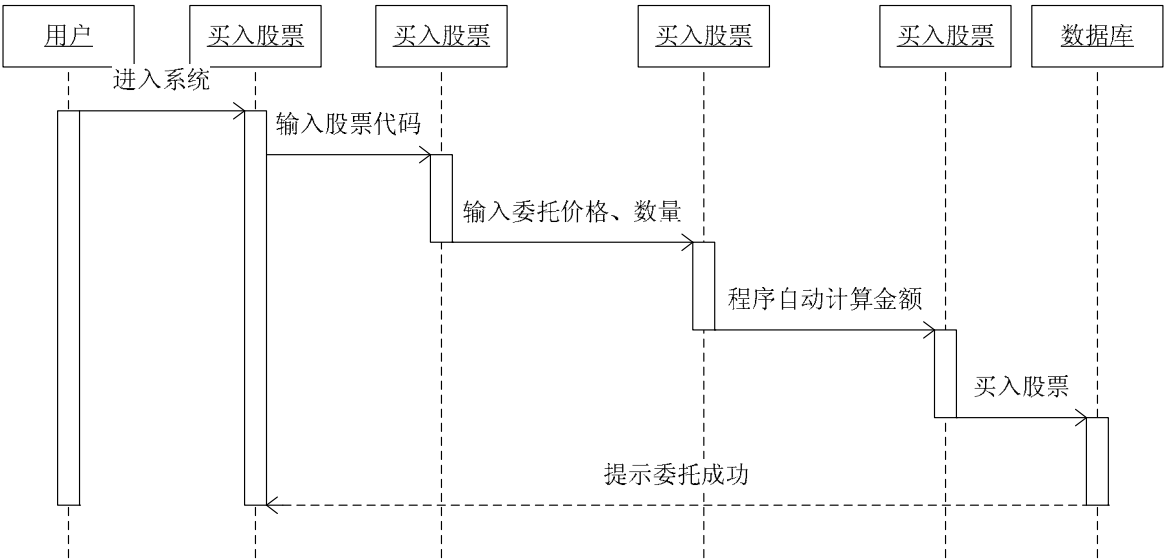 用户
买入股票
买入股票
买入股票
买入股票
数据库
进入系统
输入股票代码
输入委托价格、数量
程序自动计算金额
买入股票
提示委托成功